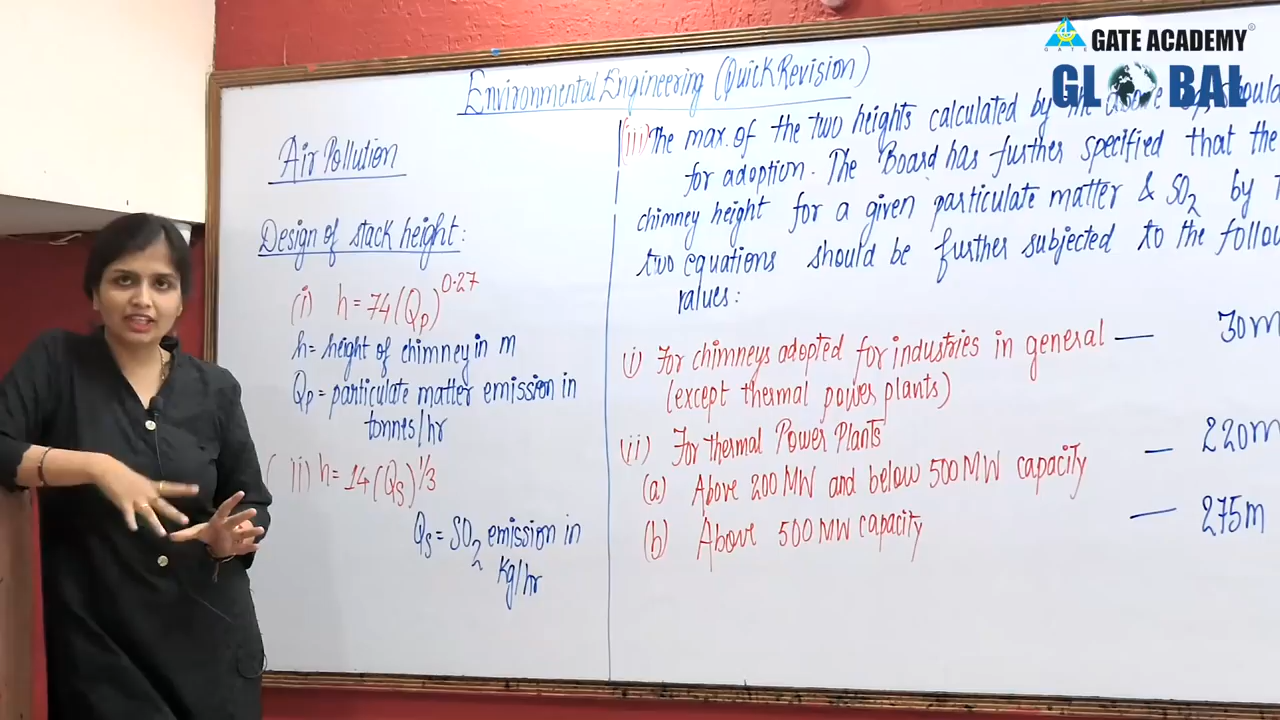 GATE ACADEMY
GATE
GLOBAL
Environmental Engineering (Quick Revision)
Air Pollution
Design of stack height:
(i) h = 74(Qp)^0.27
h = height of chimney in m
Qp = particulate matter emission in
tonnes/hr
( ii) h = 14(Qs)^1/3
Qs = SO2 emission in
Kg/hr
(iii) The max. of the two heights calculated by the above
for adoption. The Board has further specified that the
chimney height for a given particulate matter & SO2 by
two equations should be further subjected to the
values:
i) For chimneys adopted for industries in general — 30m
(except thermal power plants)
(ii) For thermal Power Plants
(a) Above 200 MW and below 500 MW capacity — 220m
(b) Above 500 MW capacity — 275m